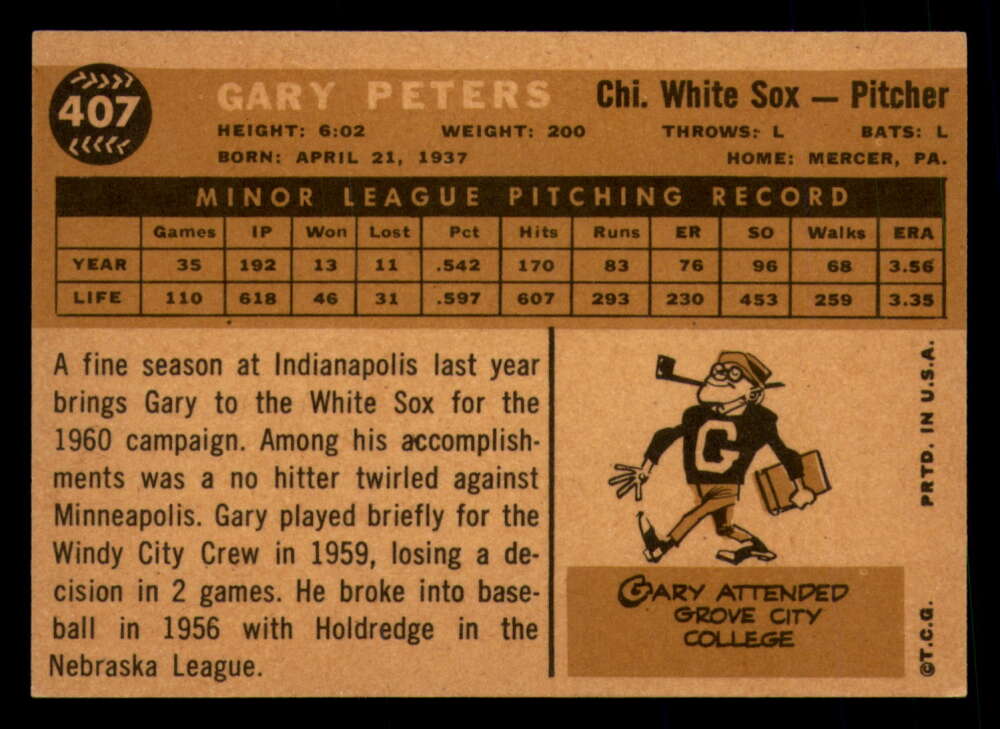 407
GARY PETERS
Chi. White Sox — Pitcher
HEIGHT: 6:02 WEIGHT: 200 THROWS: L BATS: L
BORN: APRIL 21, 1937 HOME: MERCER, PA.
MINOR LEAGUE PITCHING RECORD
Games IP Won Lost Pct Hits Runs ER SO Walks ERA
YEAR 35 192 13 11 .542 170 83 76 96 68 3.56
LIFE 110 618 46 31 .597 607 293 230 453 259 3.35
A fine season at Indianapolis last year
brings Gary to the White Sox for the
1960 campaign. Among his accomplish-
ments was a no hitter twirled against
Minneapolis. Gary played briefly for the
Windy City Crew in 1959, losing a de-
cision in 2 games. He broke into base-
ball in 1956 with Holdredge in the
Nebraska League.
G
GARY ATTENDED
GROVE CITY
COLLEGE
PRTD. IN U.S.A.
©T.C.G.